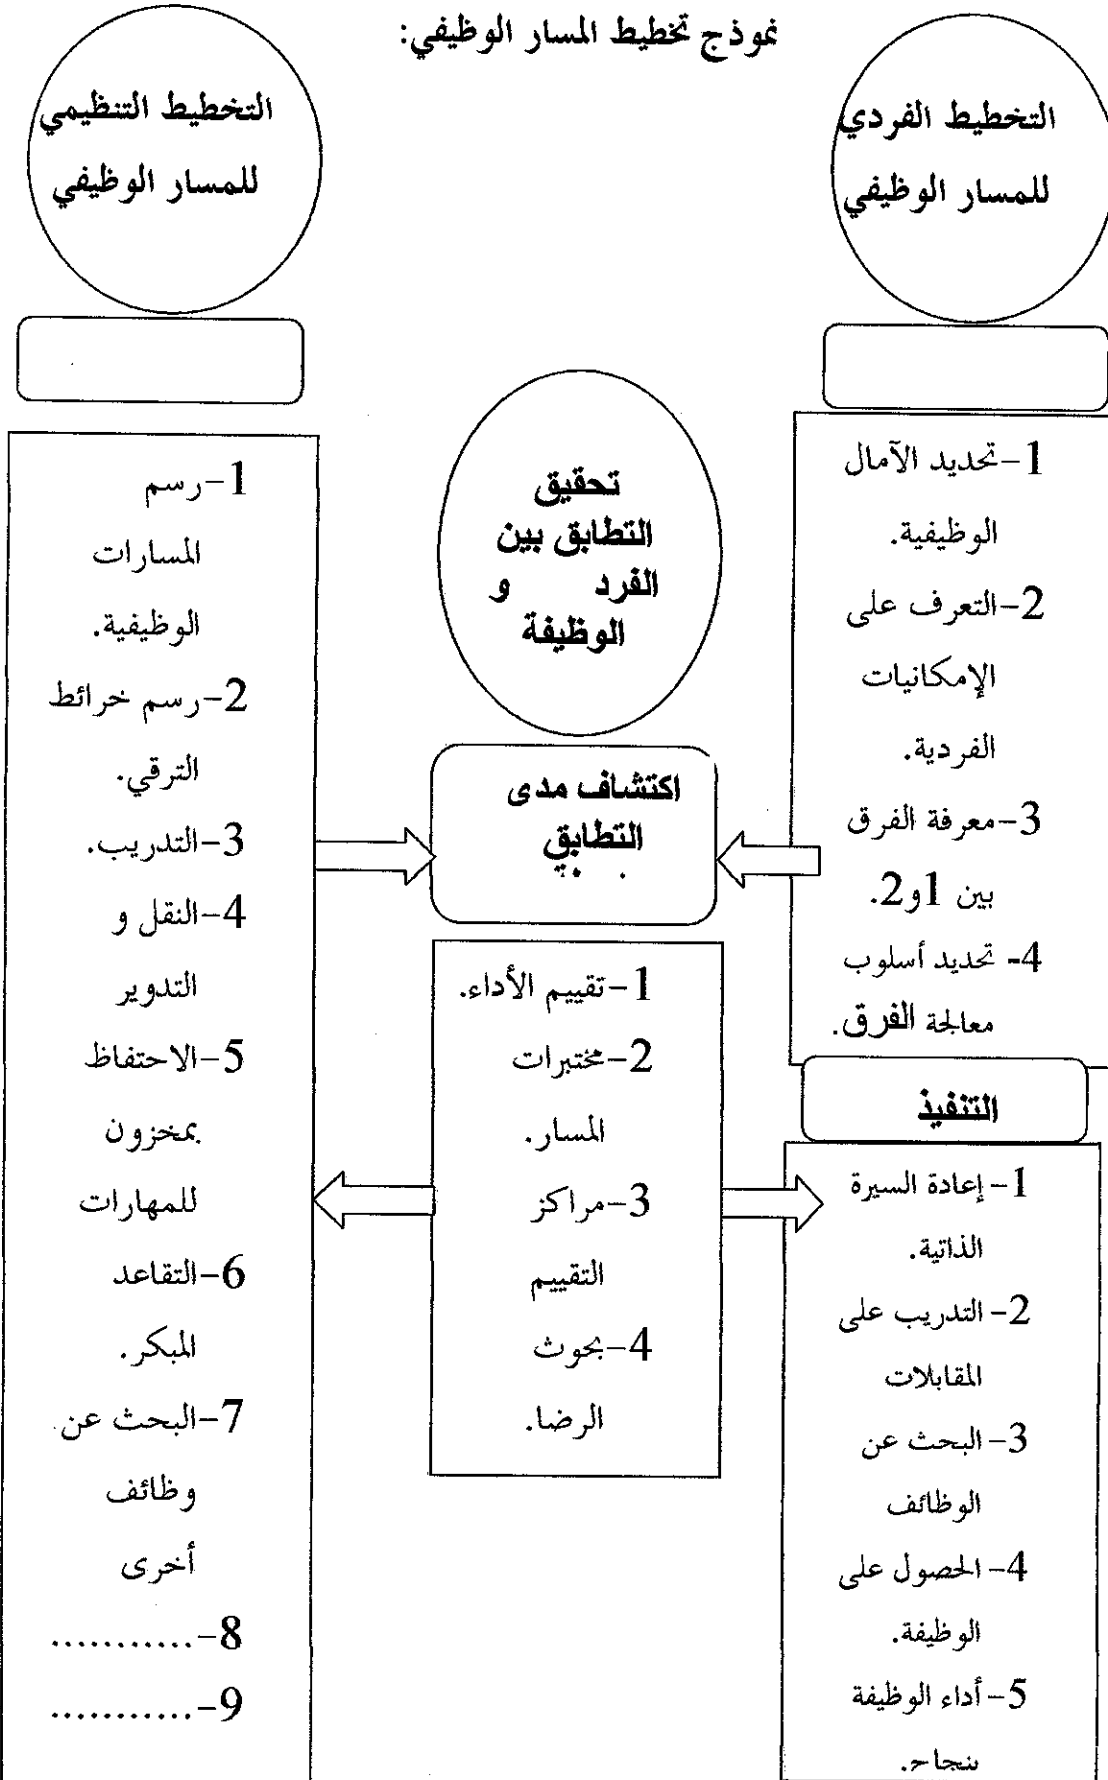 نموذج تخطيط المسار الوظيفي:
التخطيط الفردي
للمسار الوظيفي
1-تحديد الآمال
الوظيفية.
2-التعرف على
الإمكانيات
الفردية.
3-معرفة الفرق
بين 1و2.
4- تحديد أسلوب
معالجة الفرق.
التنفيذ
1-إعادة السيرة
الذاتية.
2-التدريب على
المقابلات
3-البحث عن
الوظائف
4-الحصول على
الوظيفة.
5-أداء الوظيفة
بنجاح.
تحقيق
التطابق بين
الفرد و
الوظيفة
اكتشاف مدى
التطابق
1-تقييم الأداء.
2-مختبرات
المسار.
3-مراكز
التقييم
4-بحوث
الرضا.
التخطيط التنظيمي
للمسار الوظيفي
1-رسم
المسارات
الوظيفية.
2-رسم خرائط
الترقي.
3-التدريب.
4-النقل و
التدوير
5-الاحتفاظ
بمخزون
للمهارات
6-التقاعد
المبكر.
7-البحث عن
وظائف
أخرى
8-...........
9-...........